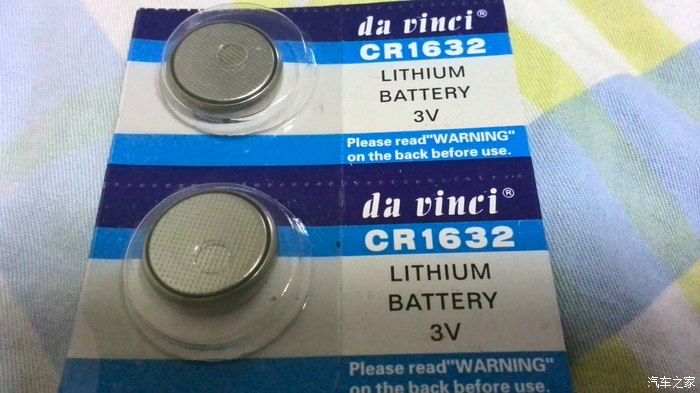 da vinci®
CR1632
LITHIUM
BATTERY
3V
Please read"WARNING"
on the back before use.
da vinci®
CR1632
LITHIUM
BATTERY
3V
Please read"WARNING"
on the back before use.
汽车之家